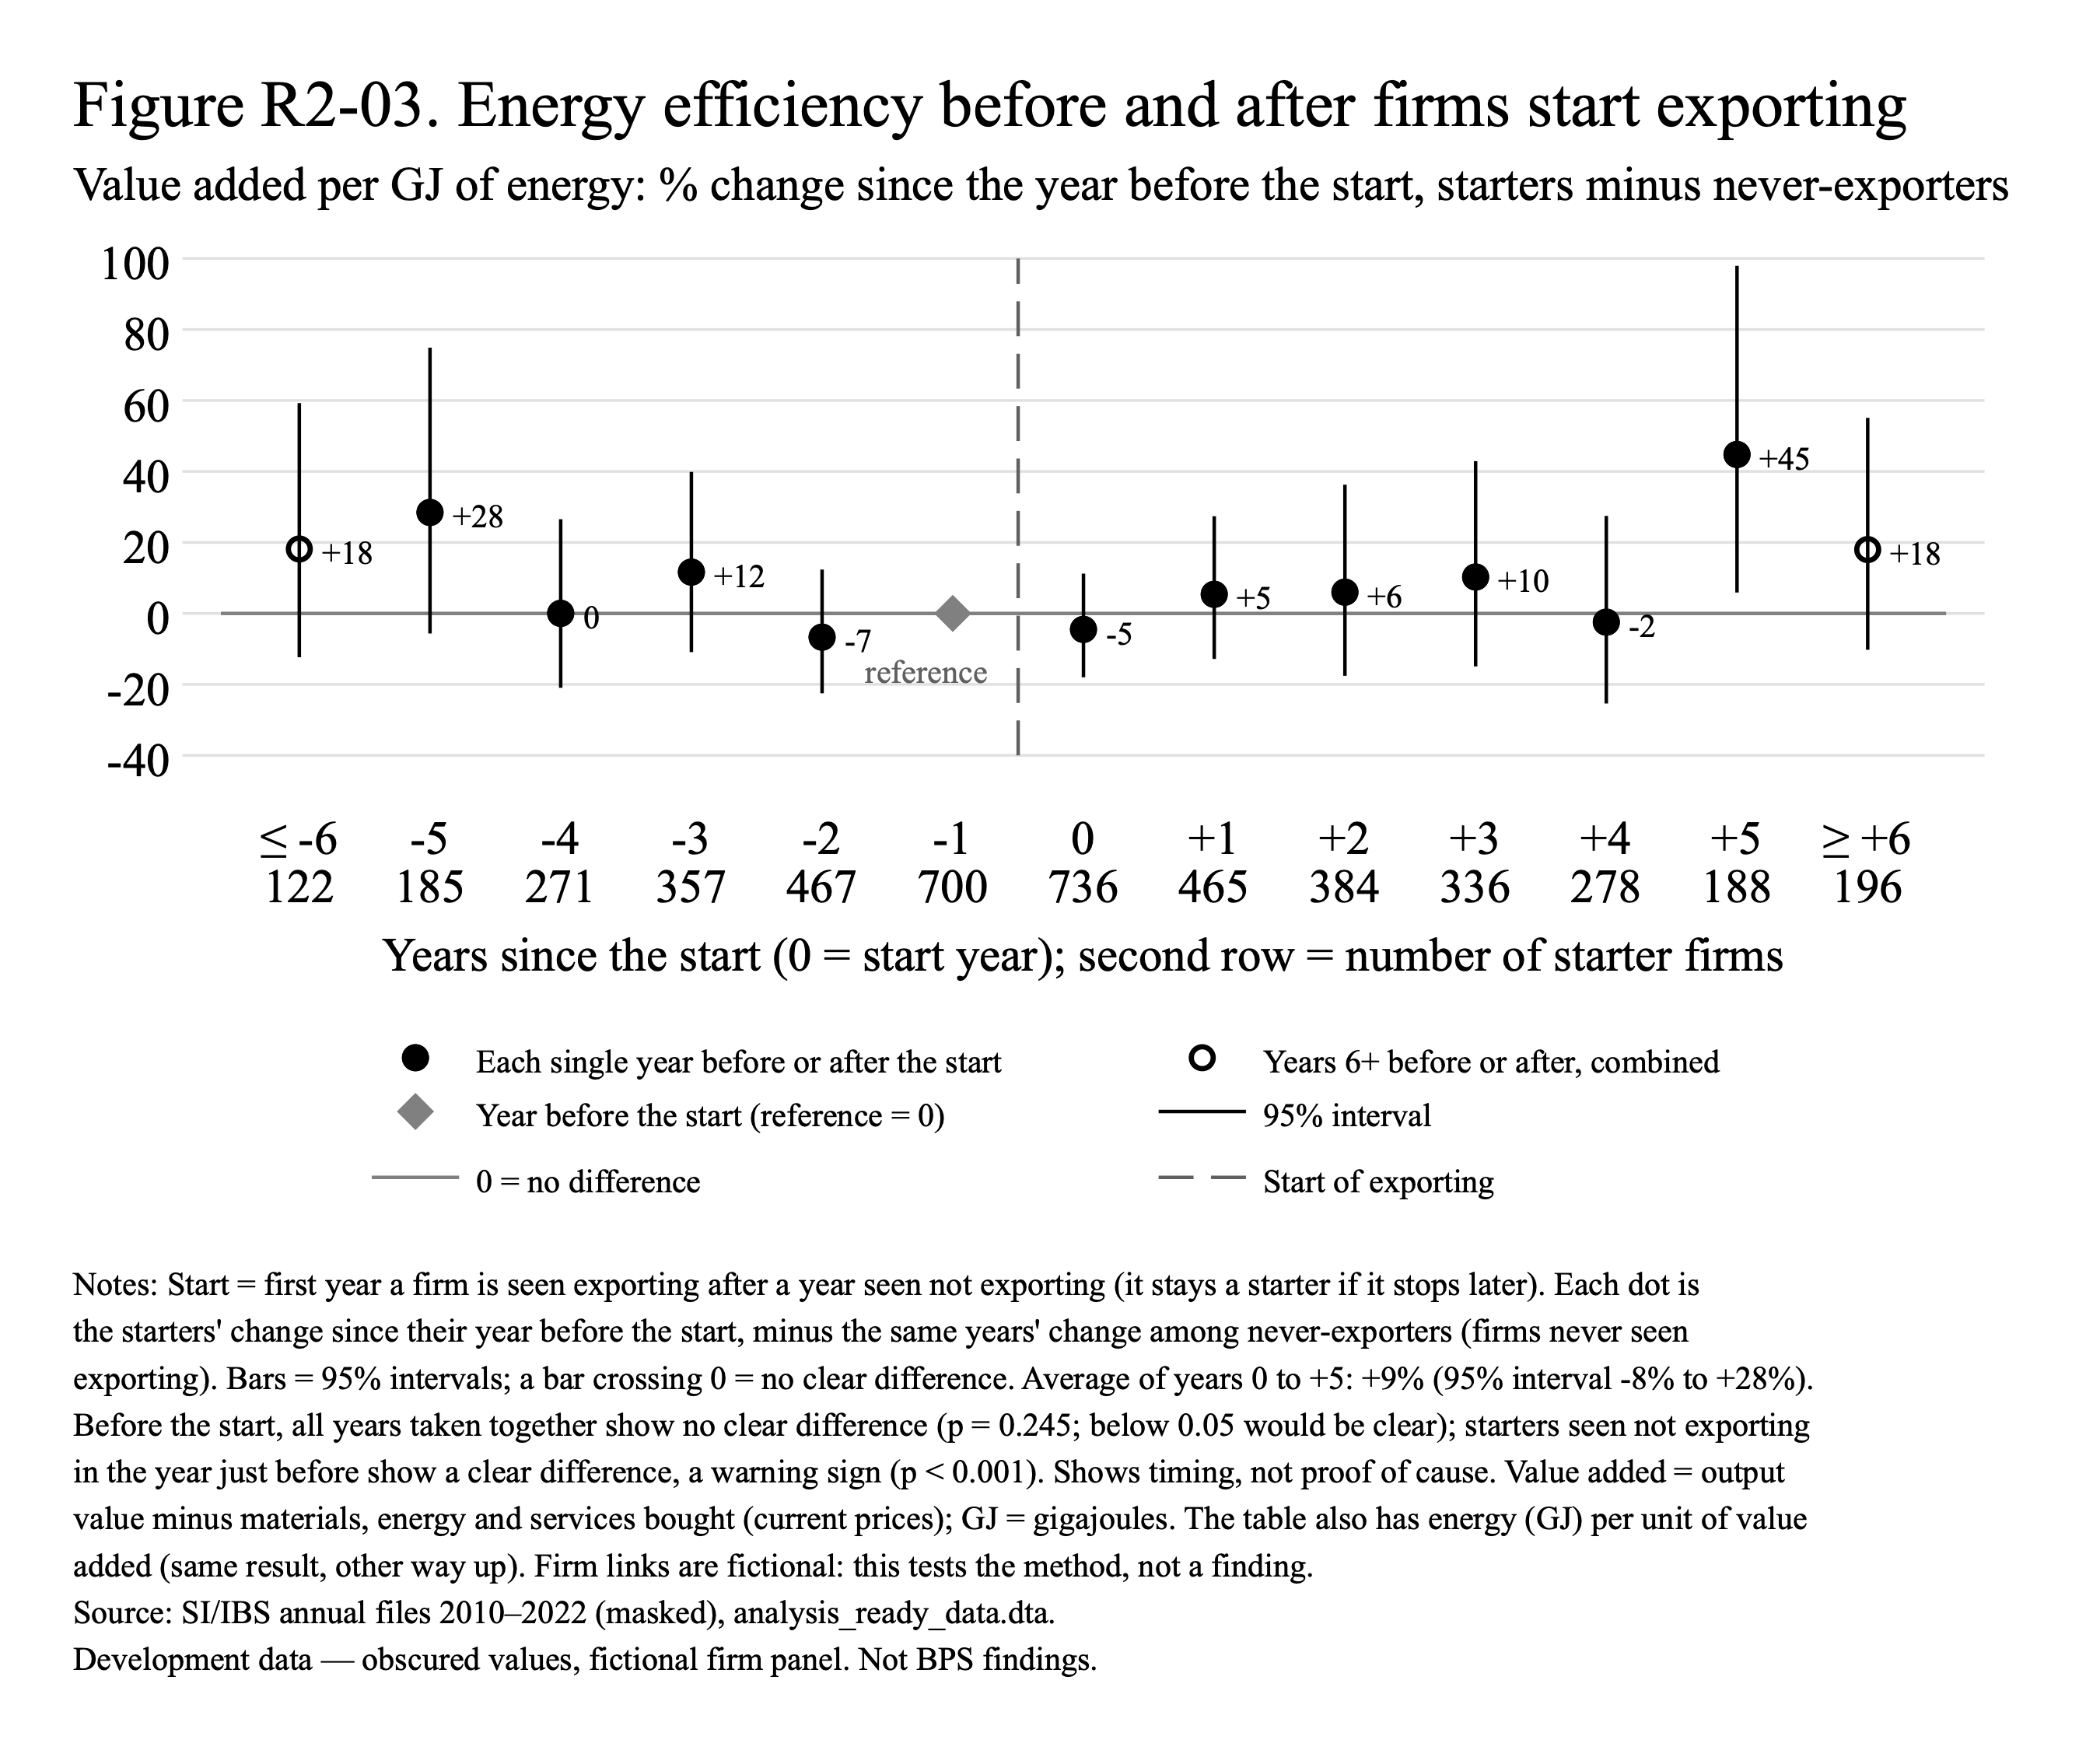 Figure R2-03. Energy efficiency before and after firms start exporting
Value added per GJ of energy: % change since the year before the start, starters minus never-exporters
100
80
60
40
20
0
-20
-40
+18
+28
0
+12
-7
reference
-5
+5
+6
+10
-2
+45
+18
≤ -6 -5 -4 -3 -2 -1 0 +1 +2 +3 +4 +5 ≥ +6
122 185 271 357 467 700 736 465 384 336 278 188 196
Years since the start (0 = start year); second row = number of starter firms
Each single year before or after the start
Years 6+ before or after, combined
Year before the start (reference = 0)
95% interval
0 = no difference
Start of exporting
Notes: Start = first year a firm is seen exporting after a year seen not exporting (it stays a starter if it stops later). Each dot is
the starters' change since their year before the start, minus the same years' change among never-exporters (firms never seen
exporting). Bars = 95% intervals; a bar crossing 0 = no clear difference. Average of years 0 to +5: +9% (95% interval -8% to +28%).
Before the start, all years taken together show no clear difference (p = 0.245; below 0.05 would be clear); starters seen not exporting
in the year just before show a clear difference, a warning sign (p < 0.001). Shows timing, not proof of cause. Value added = output
value minus materials, energy and services bought (current prices); GJ = gigajoules. The table also has energy (GJ) per unit of value
added (same result, other way up). Firm links are fictional: this tests the method, not a finding.
Source: SI/IBS annual files 2010–2022 (masked), analysis_ready_data.dta.
Development data — obscured values, fictional firm panel. Not BPS findings.